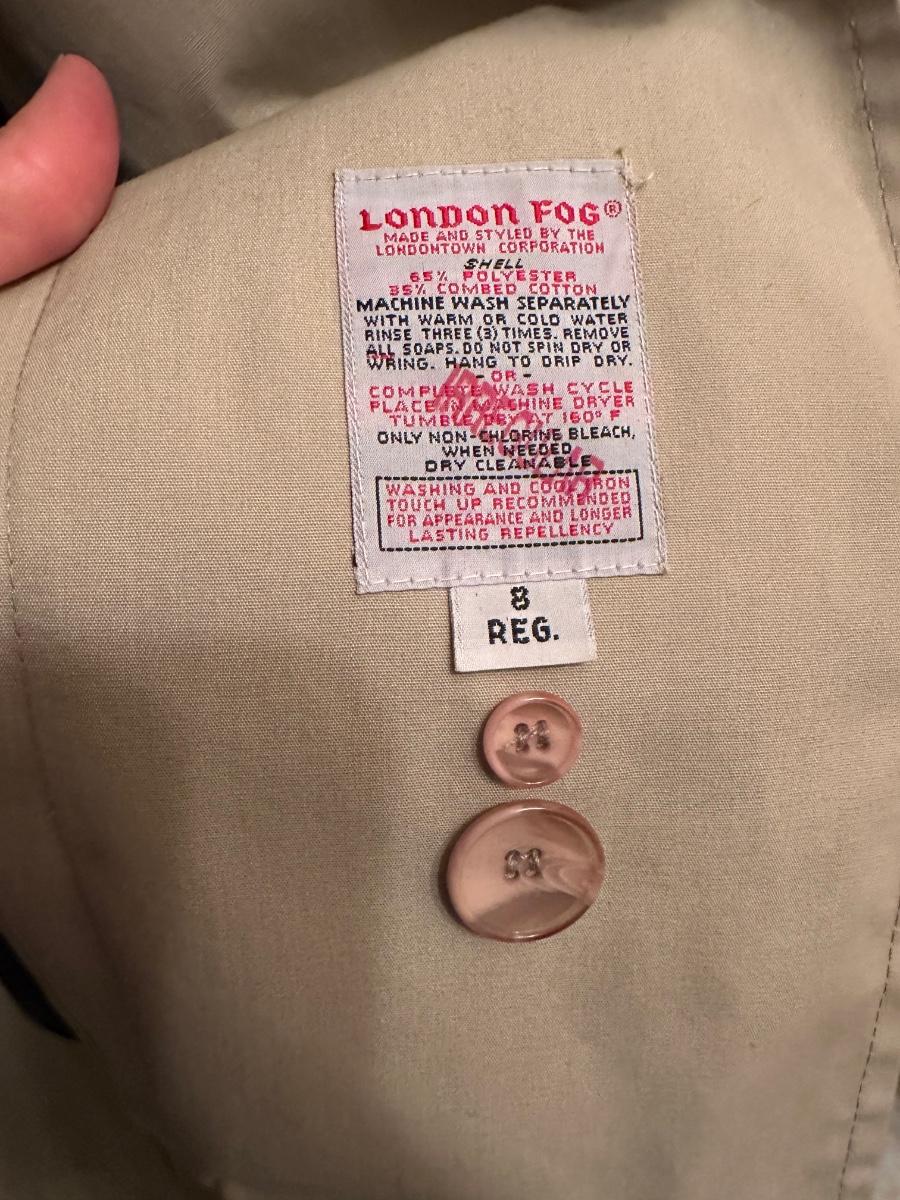 LONDON FOG®
MADE AND STYLED BY THE
LONDONTOWN CORPORATION
SHELL
65% POLYESTER
35% COMBED COTTON
MACHINE WASH SEPARATELY
WITH WARM OR COLD WATER
RINSE THREE (3) TIMES. REMOVE
ALL SOAPS. DO NOT SPIN DRY OR
WRING. HANG TO DRIP DRY.
- OR -
COMPLETE WASH CYCLE
PLACE IN MACHINE DRYER
TUMBLE DRY AT 160° F
IRREGULAR
ONLY NON-CHLORINE BLEACH,
WHEN NEEDED
DRY CLEANABLE
WASHING AND COOL IRON
TOUCH UP RECOMMENDED
FOR APPEARANCE AND LONGER
LASTING REPELLENCY
8
REG.